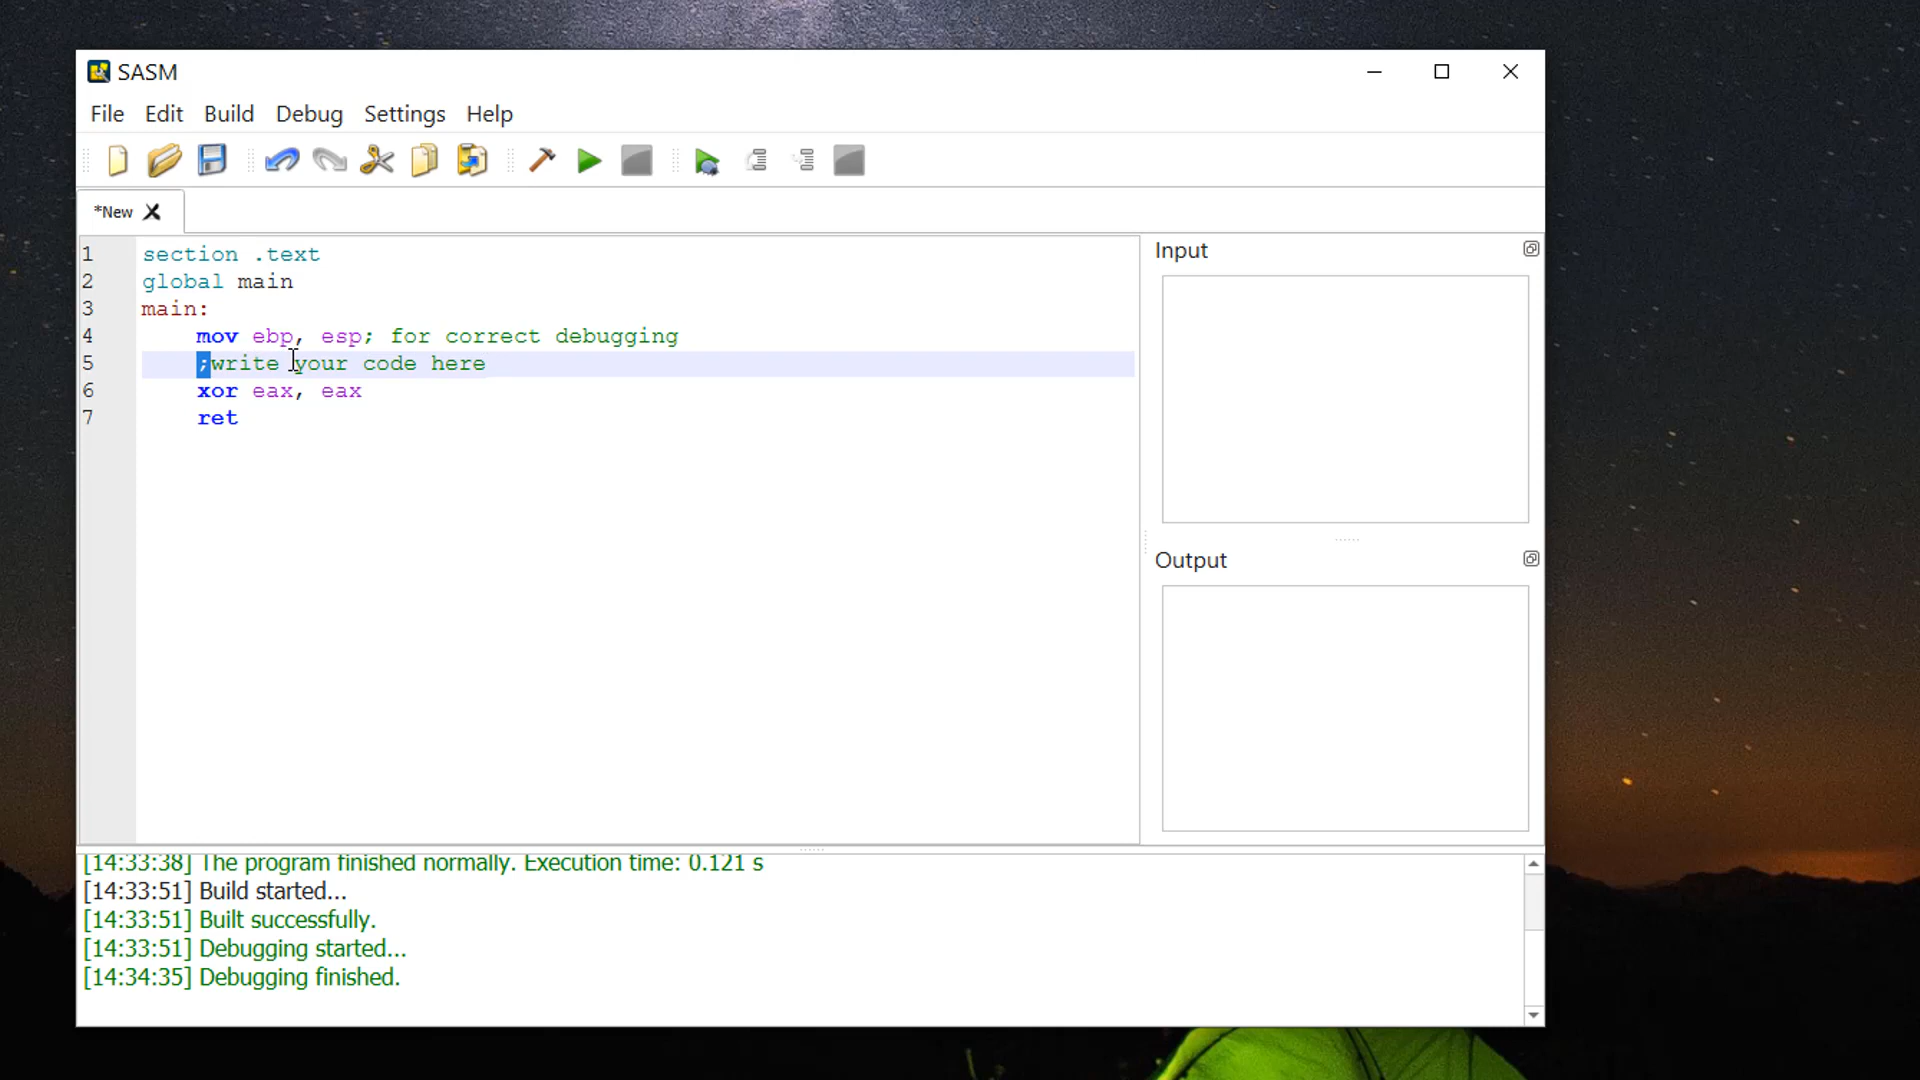 SASM
File Edit Build Debug Settings Help
*New
1 section .text
2 global main
3 main:
4 mov ebp, esp; for correct debugging
5 ;write your code here
6 xor eax, eax
7 ret
Input
Output
[14:33:38] The program finished normally. Execution time: 0.121 s
[14:33:51] Build started...
[14:33:51] Built successfully.
[14:33:51] Debugging started...
[14:34:35] Debugging finished.